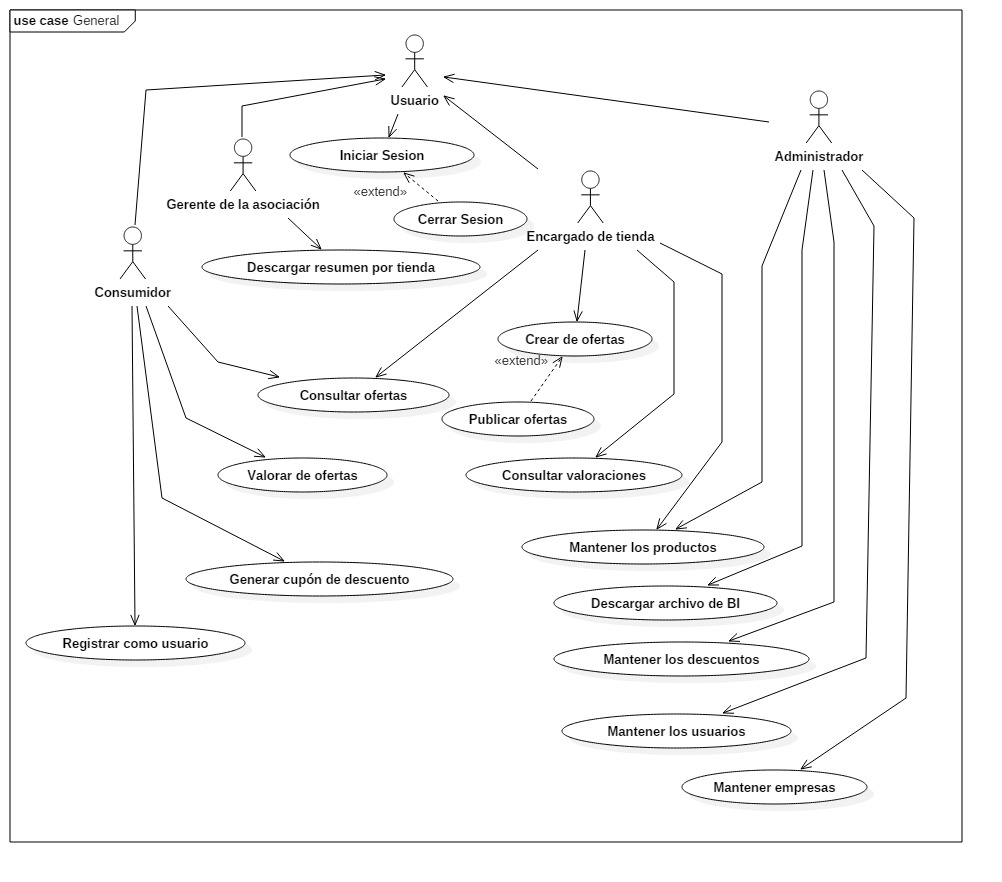 use case General
Usuario
Iniciar Sesion
«extend»
Cerrar Sesion
Administrador
Gerente de la asociación
Encargado de tienda
Descargar resumen por tienda
Consumidor
Crear de ofertas
«extend»
Consultar ofertas
Publicar ofertas
Valorar de ofertas
Consultar valoraciones
Mantener los productos
Generar cupón de descuento
Descargar archivo de BI
Registrar como usuario
Mantener los descuentos
Mantener los usuarios
Mantener empresas